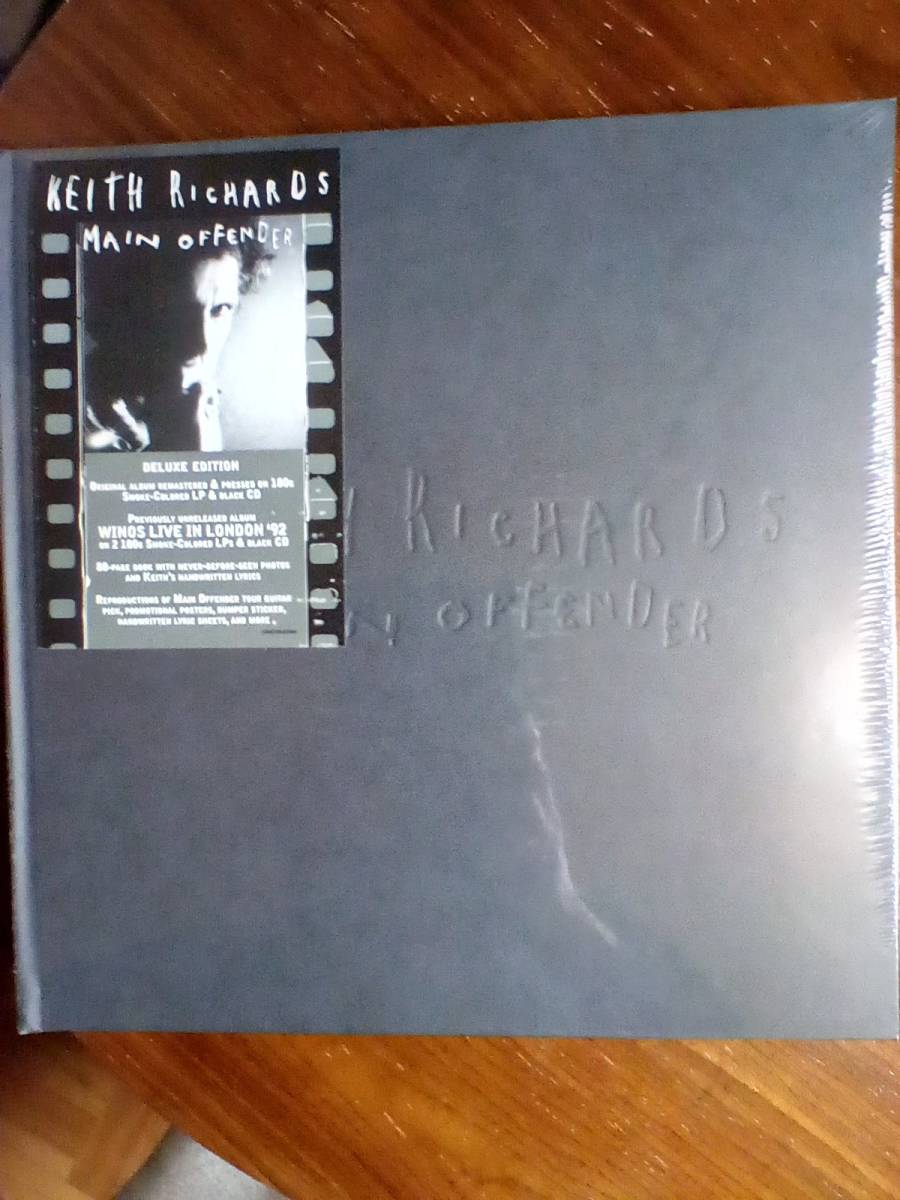 KEITH RICHARDS
MAIN OFFENDER
DELUXE EDITION
ORIGINAL ALBUM REMASTERED & PRESSED ON 180G
SMOKE-COLORED LP & BLACK CD
PREVIOUSLY UNRELEASED ALBUM
WINOS LIVE IN LONDON '92
ON 2 180G SMOKE-COLORED LPS & BLACK CD
88-PAGE BOOK WITH NEVER-BEFORE-SEEN PHOTOS
AND KEITH'S HANDWRITTEN LYRICS
REPRODUCTIONS OF MAIN OFFENDER TOUR GUITAR
PICK, PROMOTIONAL POSTERS, BUMPER STICKER,
HANDWRITTEN LYRIC SHEETS, AND MORE.
H RICHARDS
IN OFFENDER